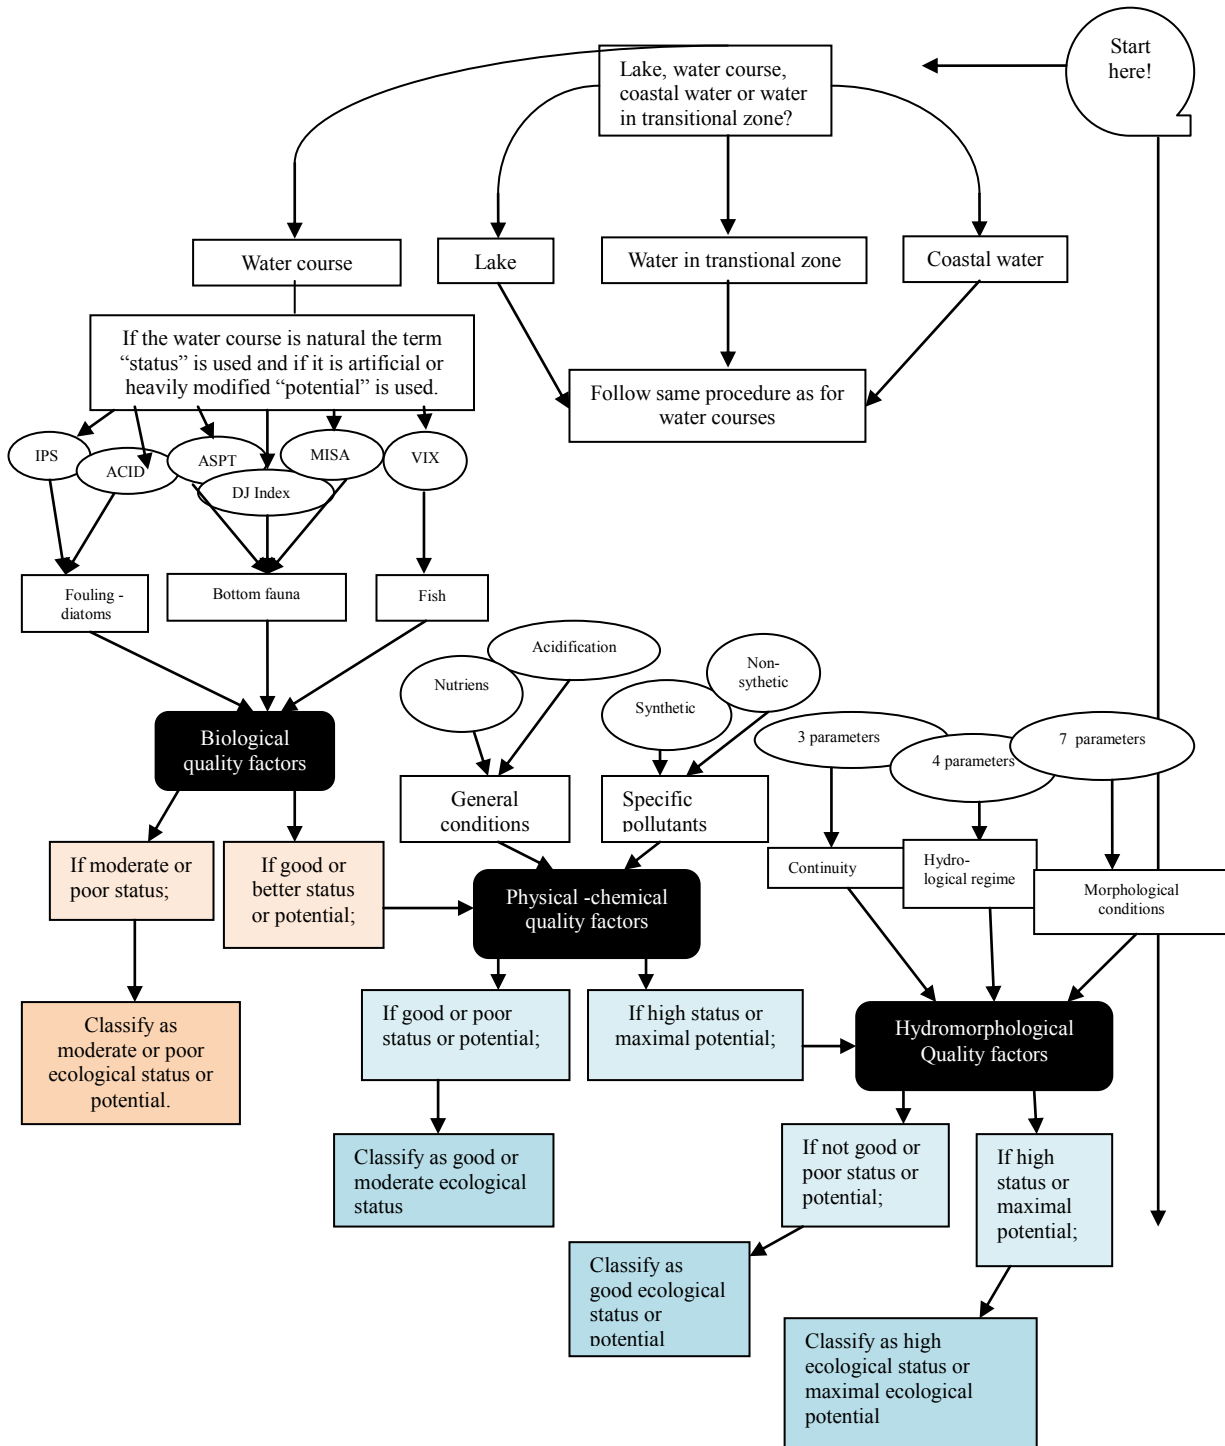 Start
here!
Lake, water course,
coastal water or water
in transitional zone?
Water course
Lake
Water in transtional zone
Coastal water
If the water course is natural the term
“status” is used and if it is artificial or
heavily modified “potential” is used.
Follow same procedure as for
water courses
IPS
ACID
ASPT
DJ Index
MISA
VIX
Fouling -
diatoms
Bottom fauna
Fish
Nutriens
Acidification
Synthetic
Non-
sythetic
3 parameters
4 parameters
7 parameters
Biological
quality factors
General
conditions
Specific
pollutants
Continuity
Hydro-
logical regime
Morphological
conditions
If moderate or
poor status;
If good or
better status
or potential;
Physical -chemical
quality factors
Classify as
moderate or poor
ecological status or
potential.
If good or poor
status or potential;
If high status or
maximal potential;
Hydromorphological
Quality factors
Classify as good or
moderate ecological
status
If not good or
poor status or
potential;
If high
status or
maximal
potential;
Classify as
good ecological
status or
potential
Classify as high
ecological status or
maximal ecological
potential